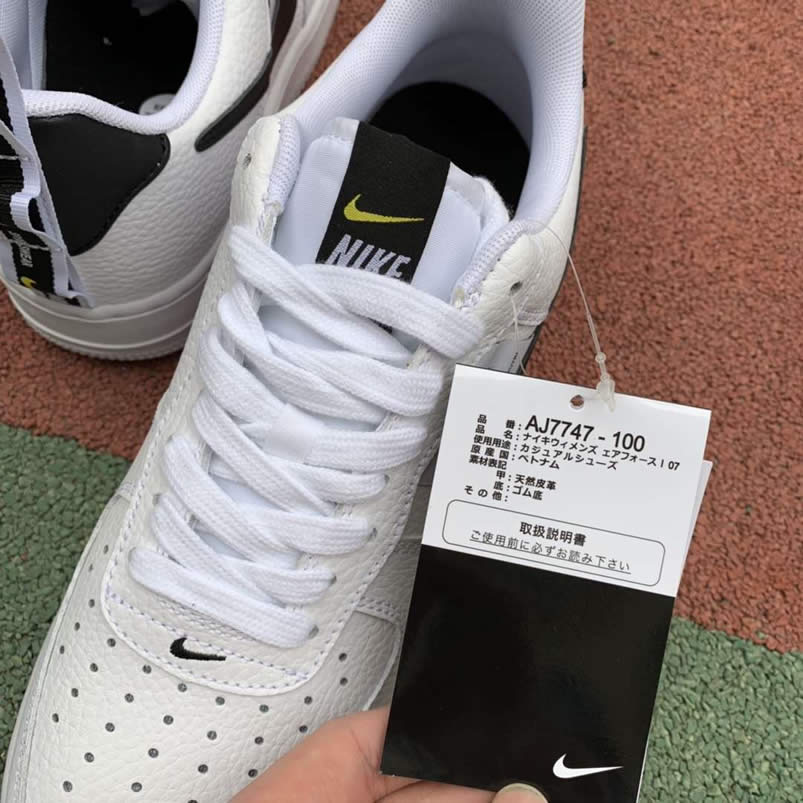 NIKE
品 番：AJ7747 - 100
品 名：ナイキウィメンズ エアフォース I 07
使用用途：カジュアルシューズ
原 産 国：ベトナム
素材表記
甲：天然皮革
底：ゴム底
そ の 他：
取扱説明書
ご使用前に必ずお読み下さい